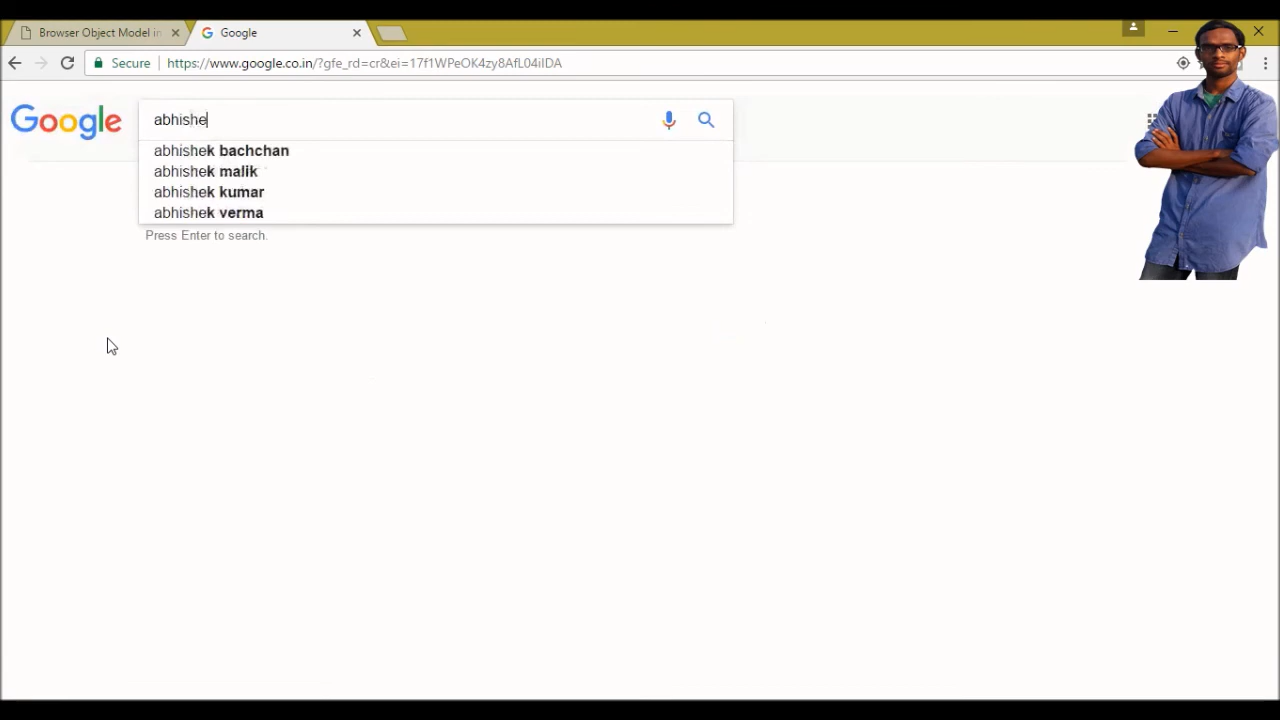 Browser Object Model in
Google
Secure
https://www.google.co.in/?gfe_rd=cr&ei=17f1WPeOK4zy8AfL04iIDA
Google
abhishe
abhishek bachchan
abhishek malik
abhishek kumar
abhishek verma
Press Enter to search.